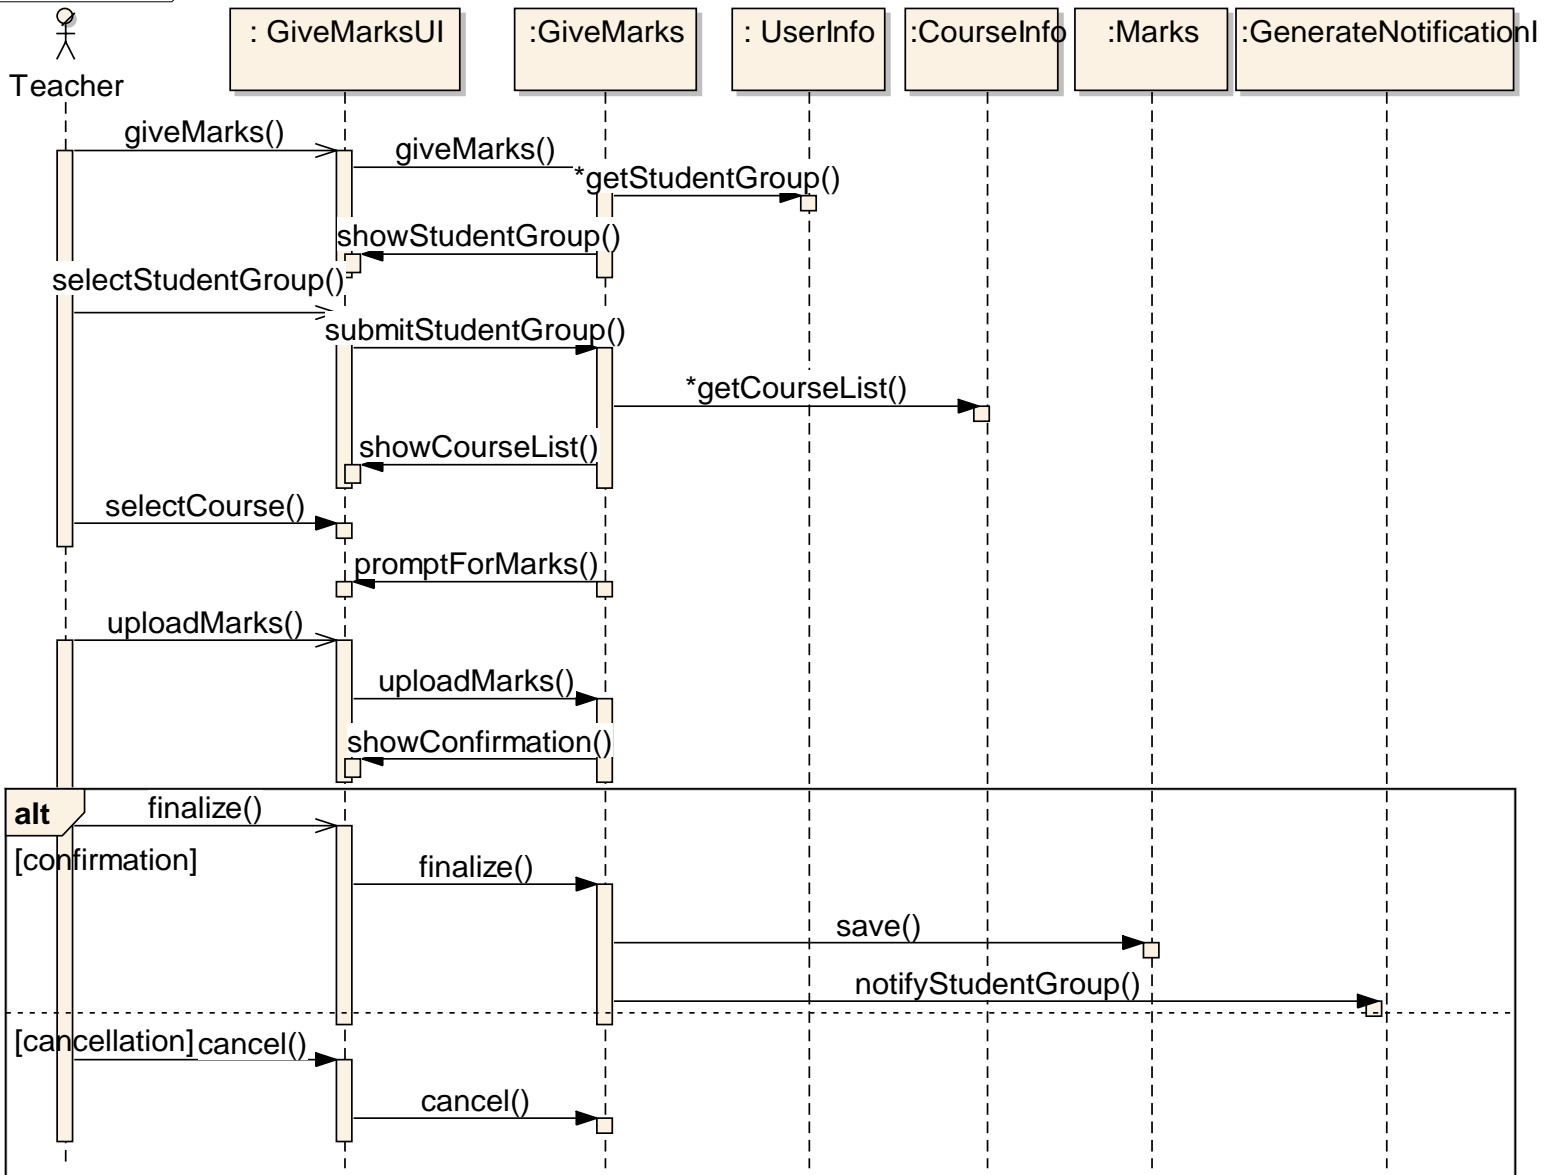 Teacher
: GiveMarksUI
:GiveMarks
: UserInfo
:CourseInfo
:Marks
:GenerateNotificationI
giveMarks()
giveMarks()
*getStudentGroup()
showStudentGroup()
selectStudentGroup()
submitStudentGroup()
*getCourseList()
showCourseList()
selectCourse()
promptForMarks()
uploadMarks()
uploadMarks()
showConfirmation()
alt
finalize()
[confirmation]
finalize()
save()
notifyStudentGroup()
[cancellation]
cancel()
cancel()